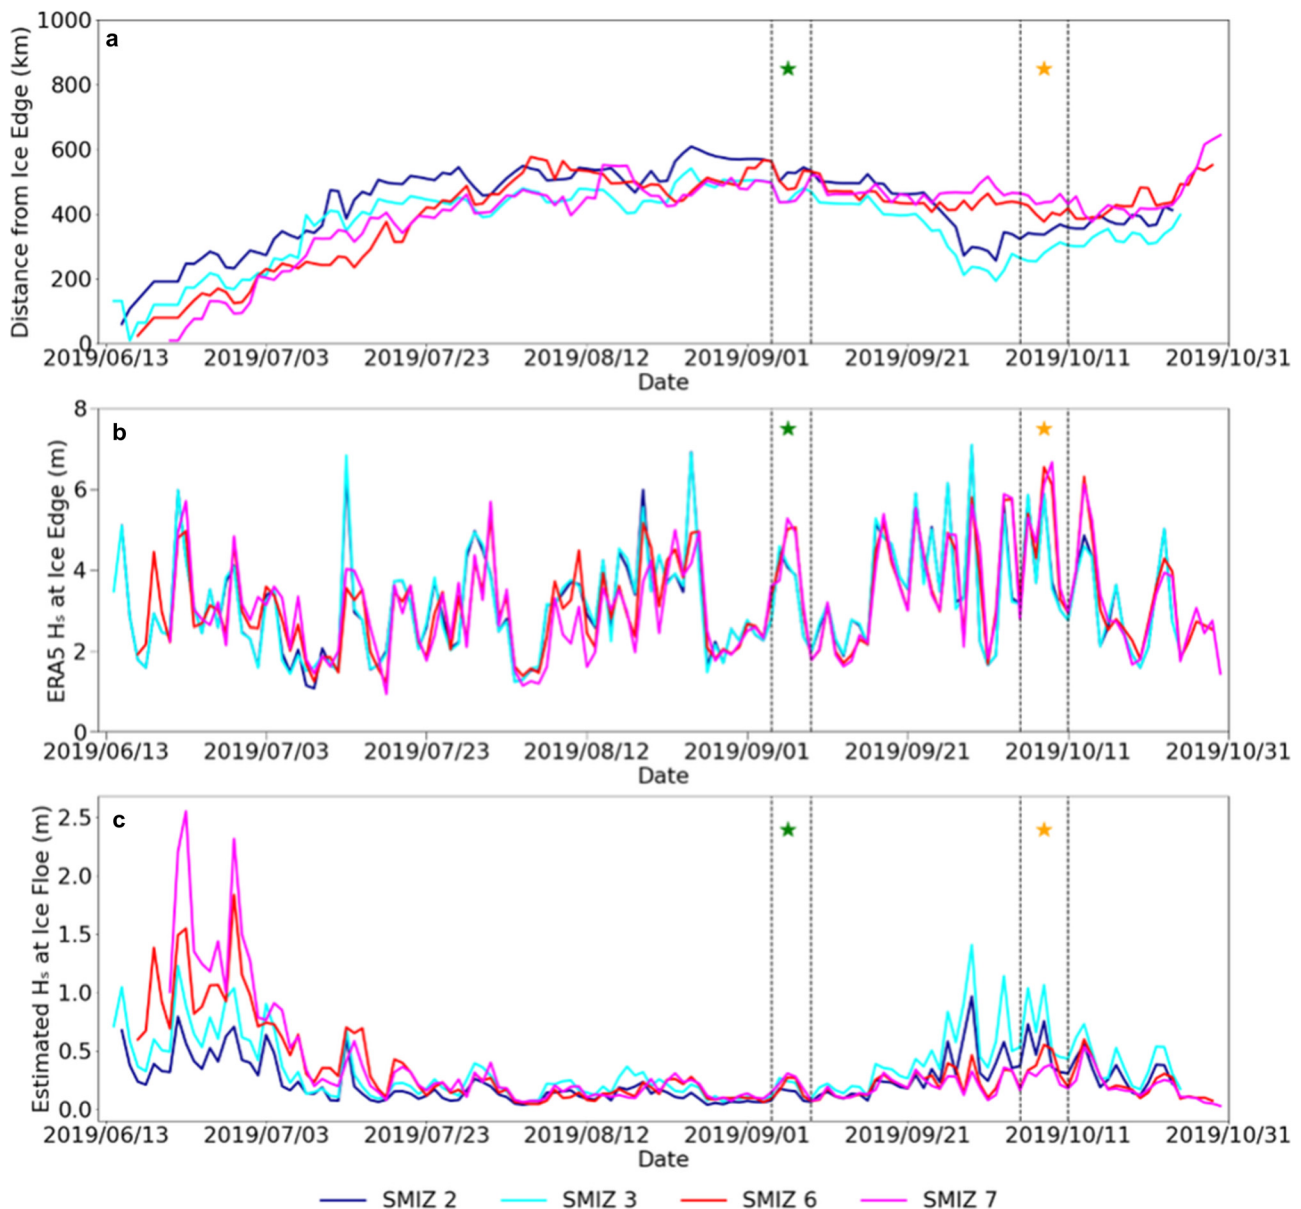 a
Distance from Ice Edge (km)
1000
800
600
400
200
0
2019/06/13 2019/07/03 2019/07/23 2019/08/12 2019/09/01 2019/09/21 2019/10/11 2019/10/31
Date
b
ERA5 Hₛ at Ice Edge (m)
8
6
4
2
0
2019/06/13 2019/07/03 2019/07/23 2019/08/12 2019/09/01 2019/09/21 2019/10/11 2019/10/31
Date
c
Estimated Hₛ at Ice Floe (m)
2.5
2.0
1.5
1.0
0.5
0.0
2019/06/13 2019/07/03 2019/07/23 2019/08/12 2019/09/01 2019/09/21 2019/10/11 2019/10/31
Date
SMIZ 2 SMIZ 3 SMIZ 6 SMIZ 7